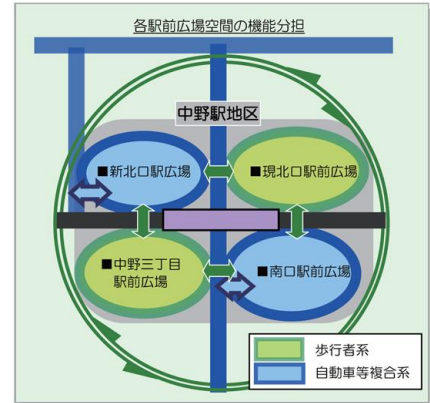 各駅前広場空間の機能分担
中野駅地区
■新北口駅広場
■現北口駅前広場
■中野三丁目
駅前広場
■南口駅前広場
歩行者系
自動車等複合系